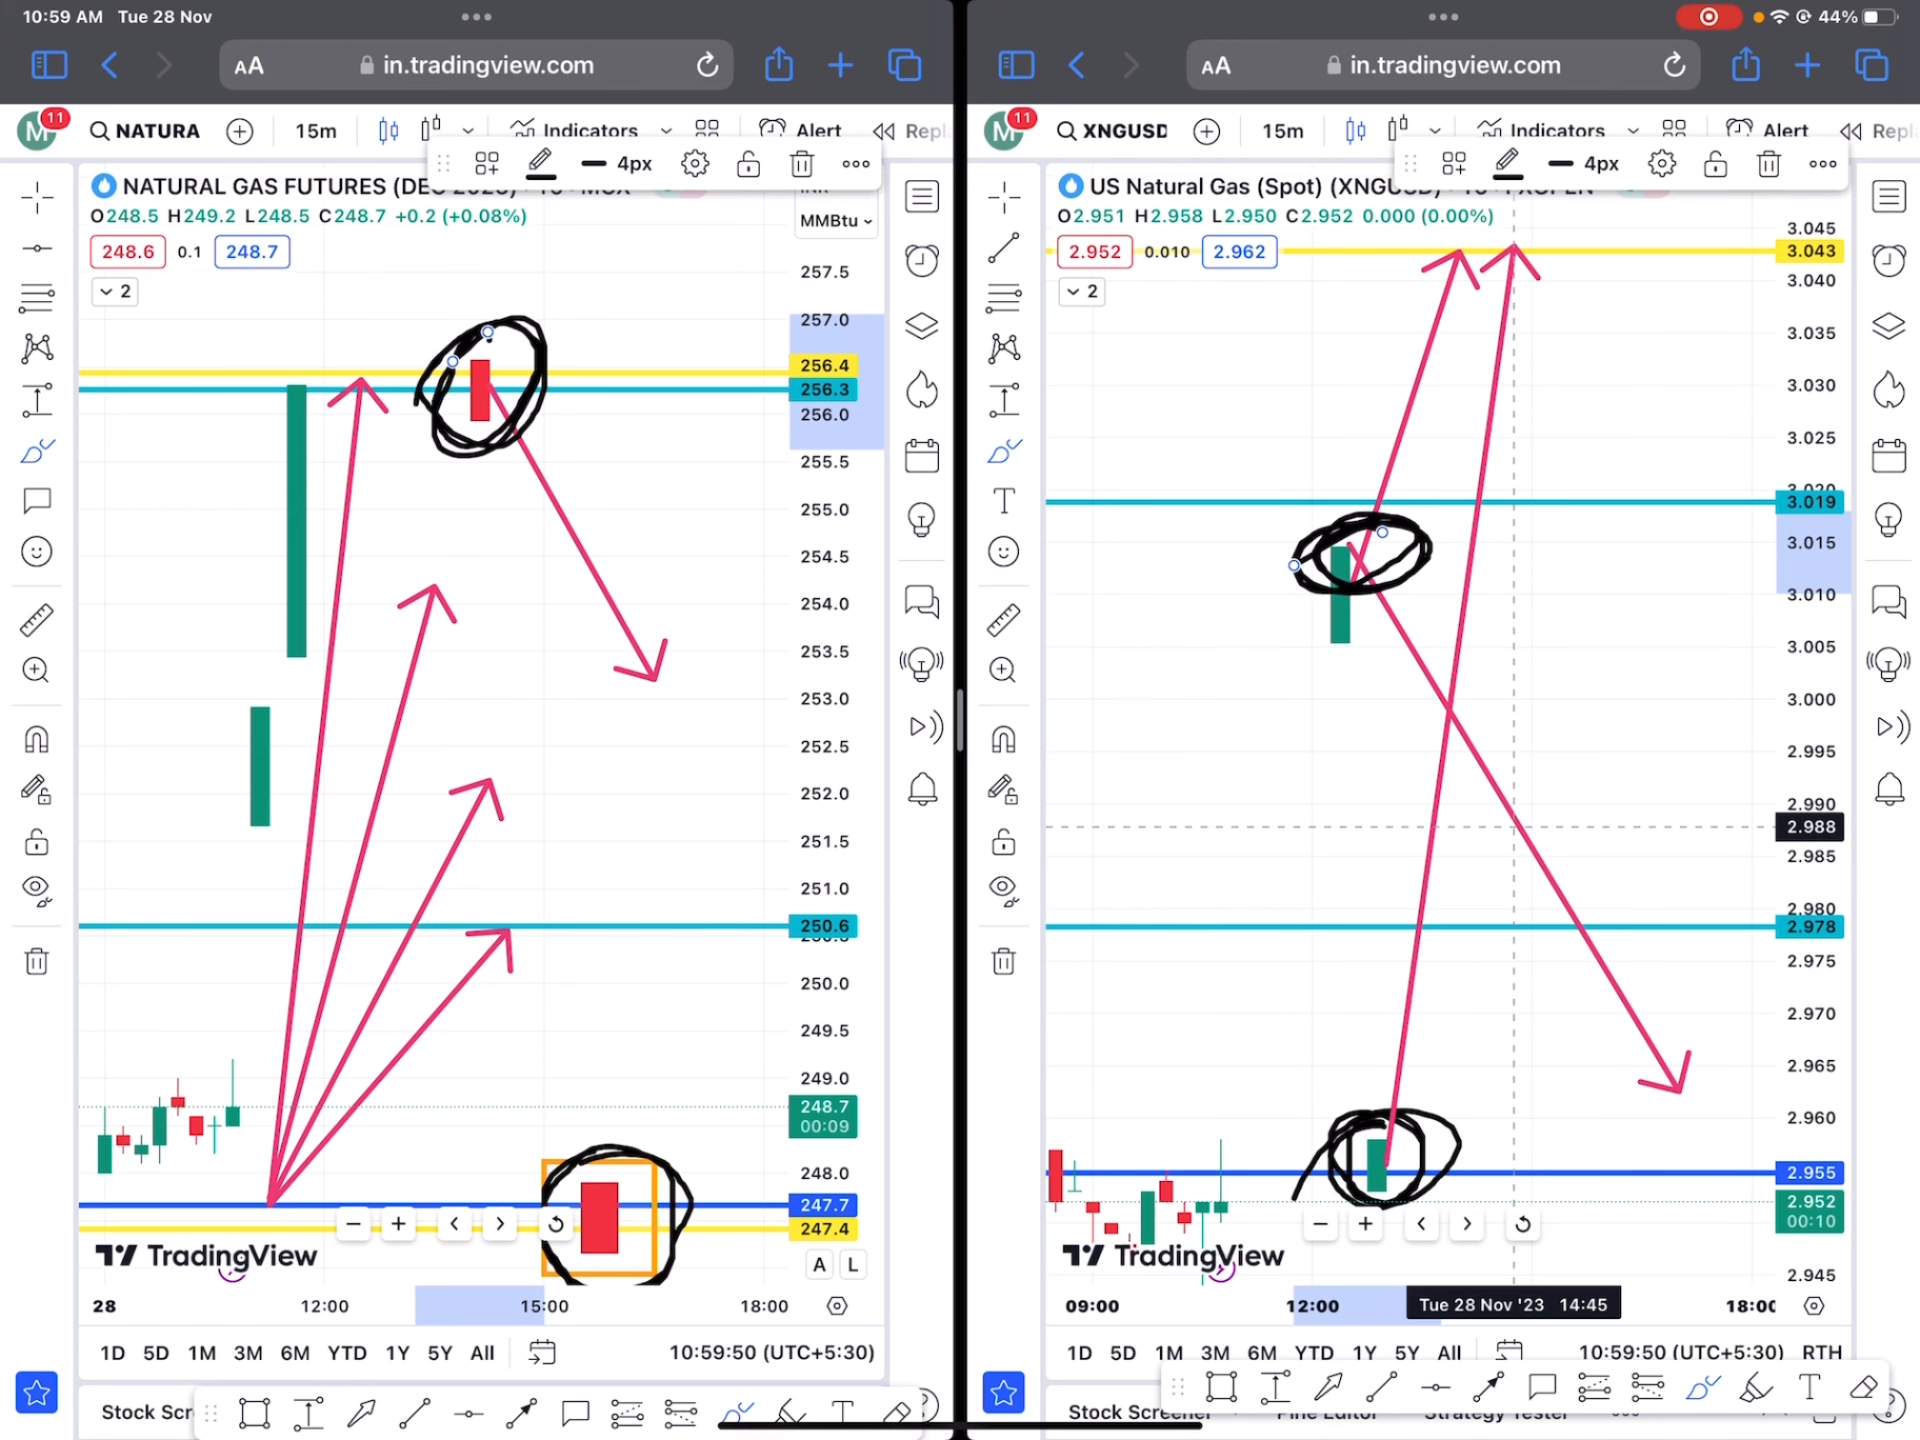 10:59 AM Tue 28 Nov
44%
AA in.tradingview.com
AA in.tradingview.com
M 11 NATURA 15m Indicators Alert Repl
4px
NATURAL GAS FUTURES (DEC
O248.5 H249.2 L248.5 C248.7 +0.2 (+0.08%)
248.6 0.1 248.7
2
MMBtu
257.5
257.0
256.4
256.3
256.0
255.5
255.0
254.5
254.0
253.5
253.0
252.5
252.0
251.5
251.0
250.6
250.0
249.5
249.0
248.7
00:09
248.0
247.7
247.4
TradingView
A L
28 12:00 15:00 18:00
1D 5D 1M 3M 6M YTD 1Y 5Y All 10:59:50 (UTC+5:30)
Stock Scr
M 11 XNGUSD 15m Indicators Alert Repl
4px
US Natural Gas (Spot) (XNGUSD)
O2.951 H2.958 L2.950 C2.952 0.000 (0.00%)
2.952 0.010 2.962
2
3.045
3.043
3.040
3.035
3.030
3.025
3.020
3.019
3.015
3.010
3.005
3.000
2.995
2.990
2.988
2.985
2.980
2.978
2.975
2.970
2.965
2.960
2.955
2.952
00:10
2.945
TradingView
09:00 12:00 Tue 28 Nov '23 14:45 18:00
1D 5D 1M 3M 6M YTD 1Y 5Y All 10:59:50 (UTC+5:30) RTH
Stock Screener Pine Editor Strategy Tester